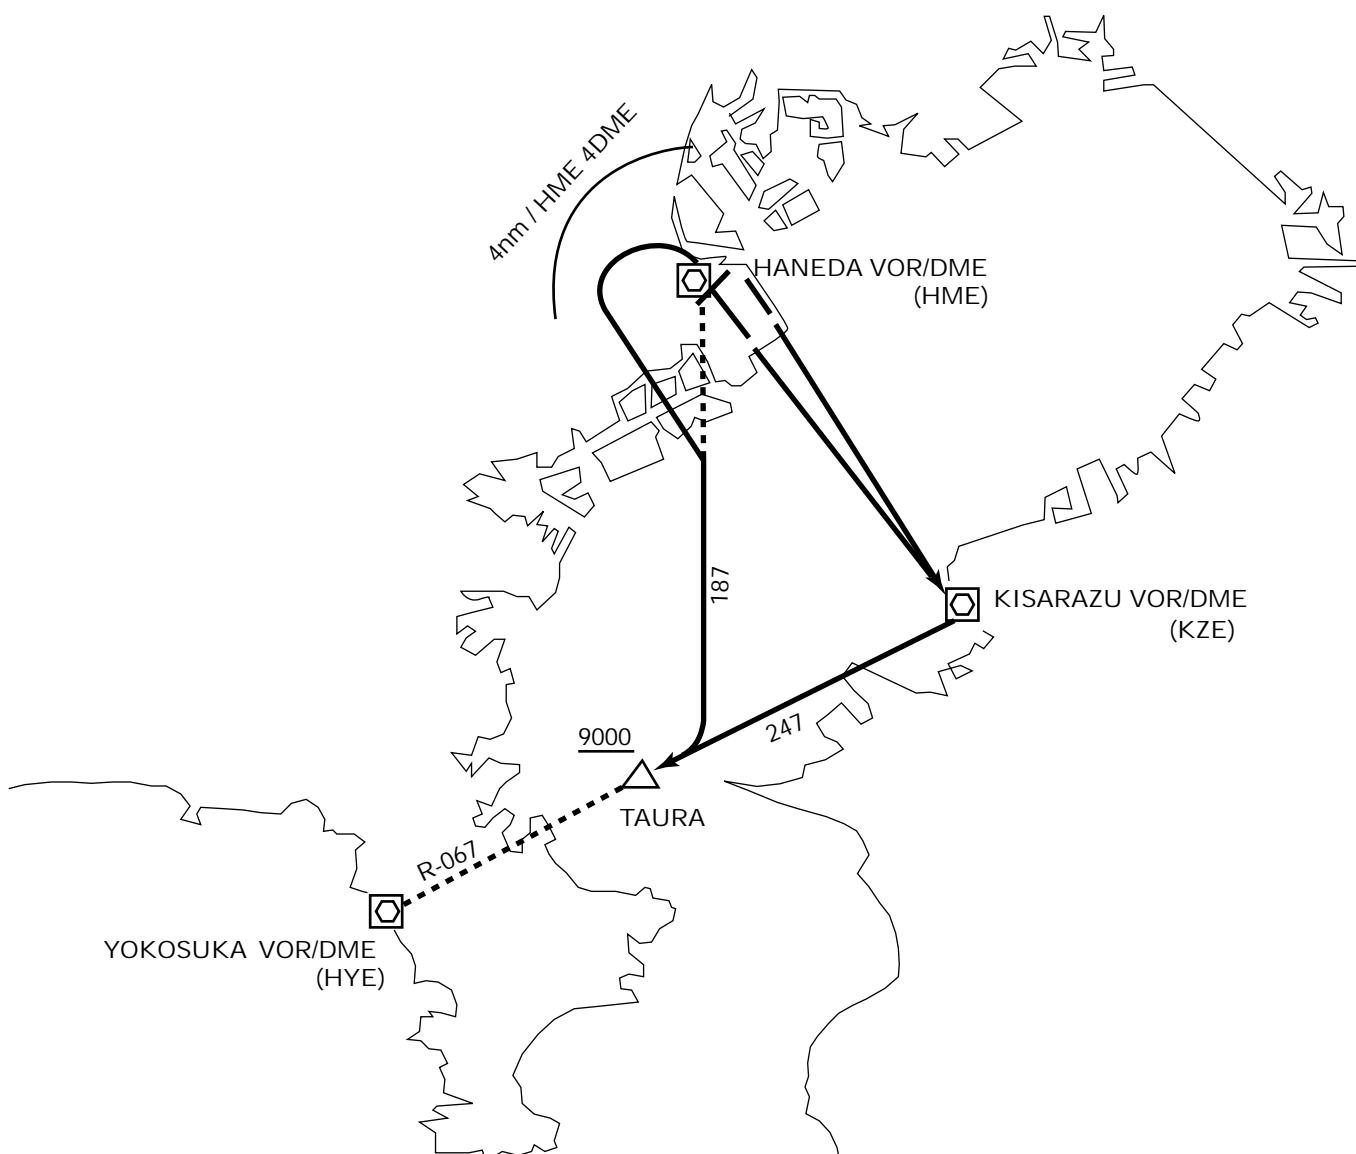 4nm / HME 4DME
HANEDA VOR/DME
(HME)
187
KISARAZU VOR/DME
(KZE)
247
9000
TAURA
R-067
YOKOSUKA VOR/DME
(HYE)